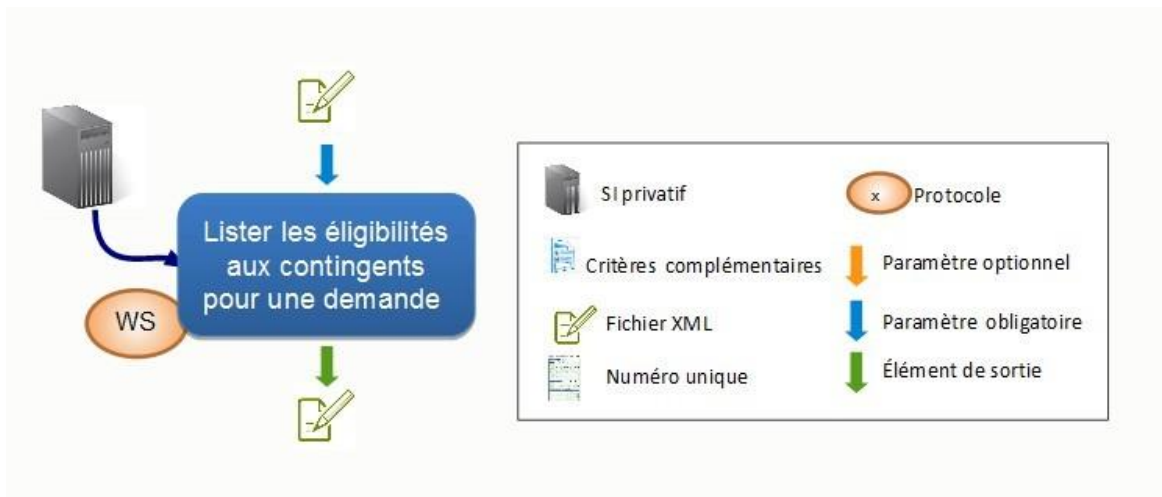 Lister les éligibilités
aux contingents
pour une demande
WS
SI privatif
x
Protocole
Critères complémentaires
Paramètre optionnel
Fichier XML
Paramètre obligatoire
Numéro unique
Élément de sortie